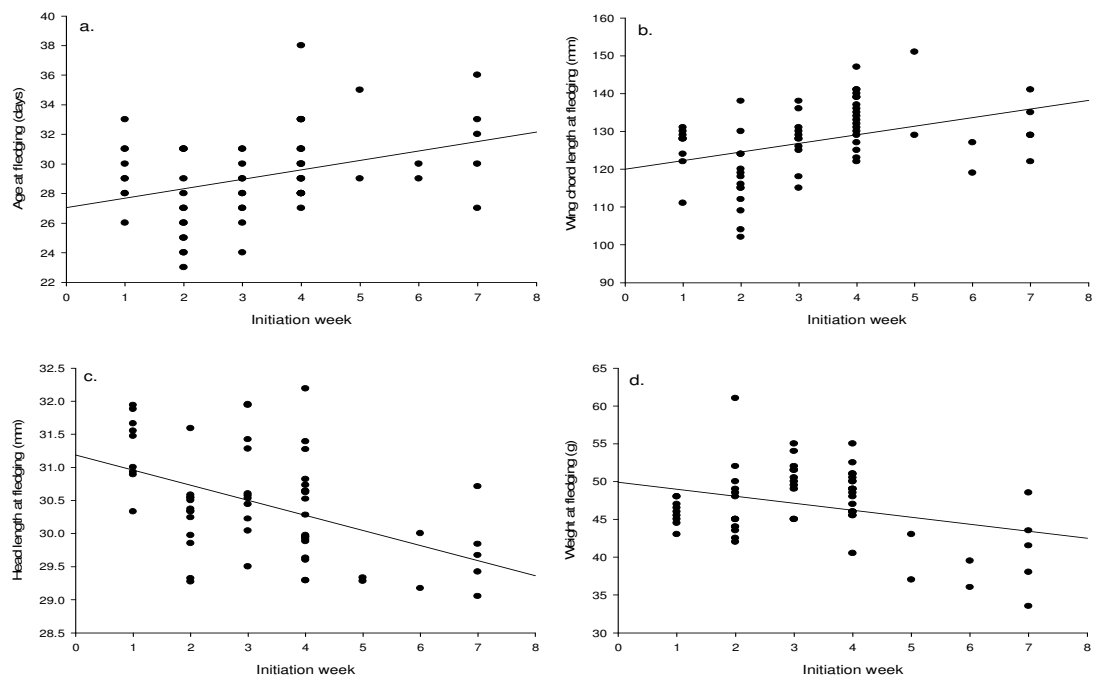 a.
Age at fledging (days)
40
38
36
34
32
30
28
26
24
22
0 1 2 3 4 5 6 7 8
Initiation week
b.
Wing chord length at fledging (mm)
160
150
140
130
120
110
100
90
0 1 2 3 4 5 6 7 8
Initiation week
c.
Head length at fledging (mm)
32.5
32.0
31.5
31.0
30.5
30.0
29.5
29.0
28.5
0 1 2 3 4 5 6 7 8
Initiation week
d.
Weight at fledging (g)
65
60
55
50
45
40
35
30
0 1 2 3 4 5 6 7 8
Initiation week